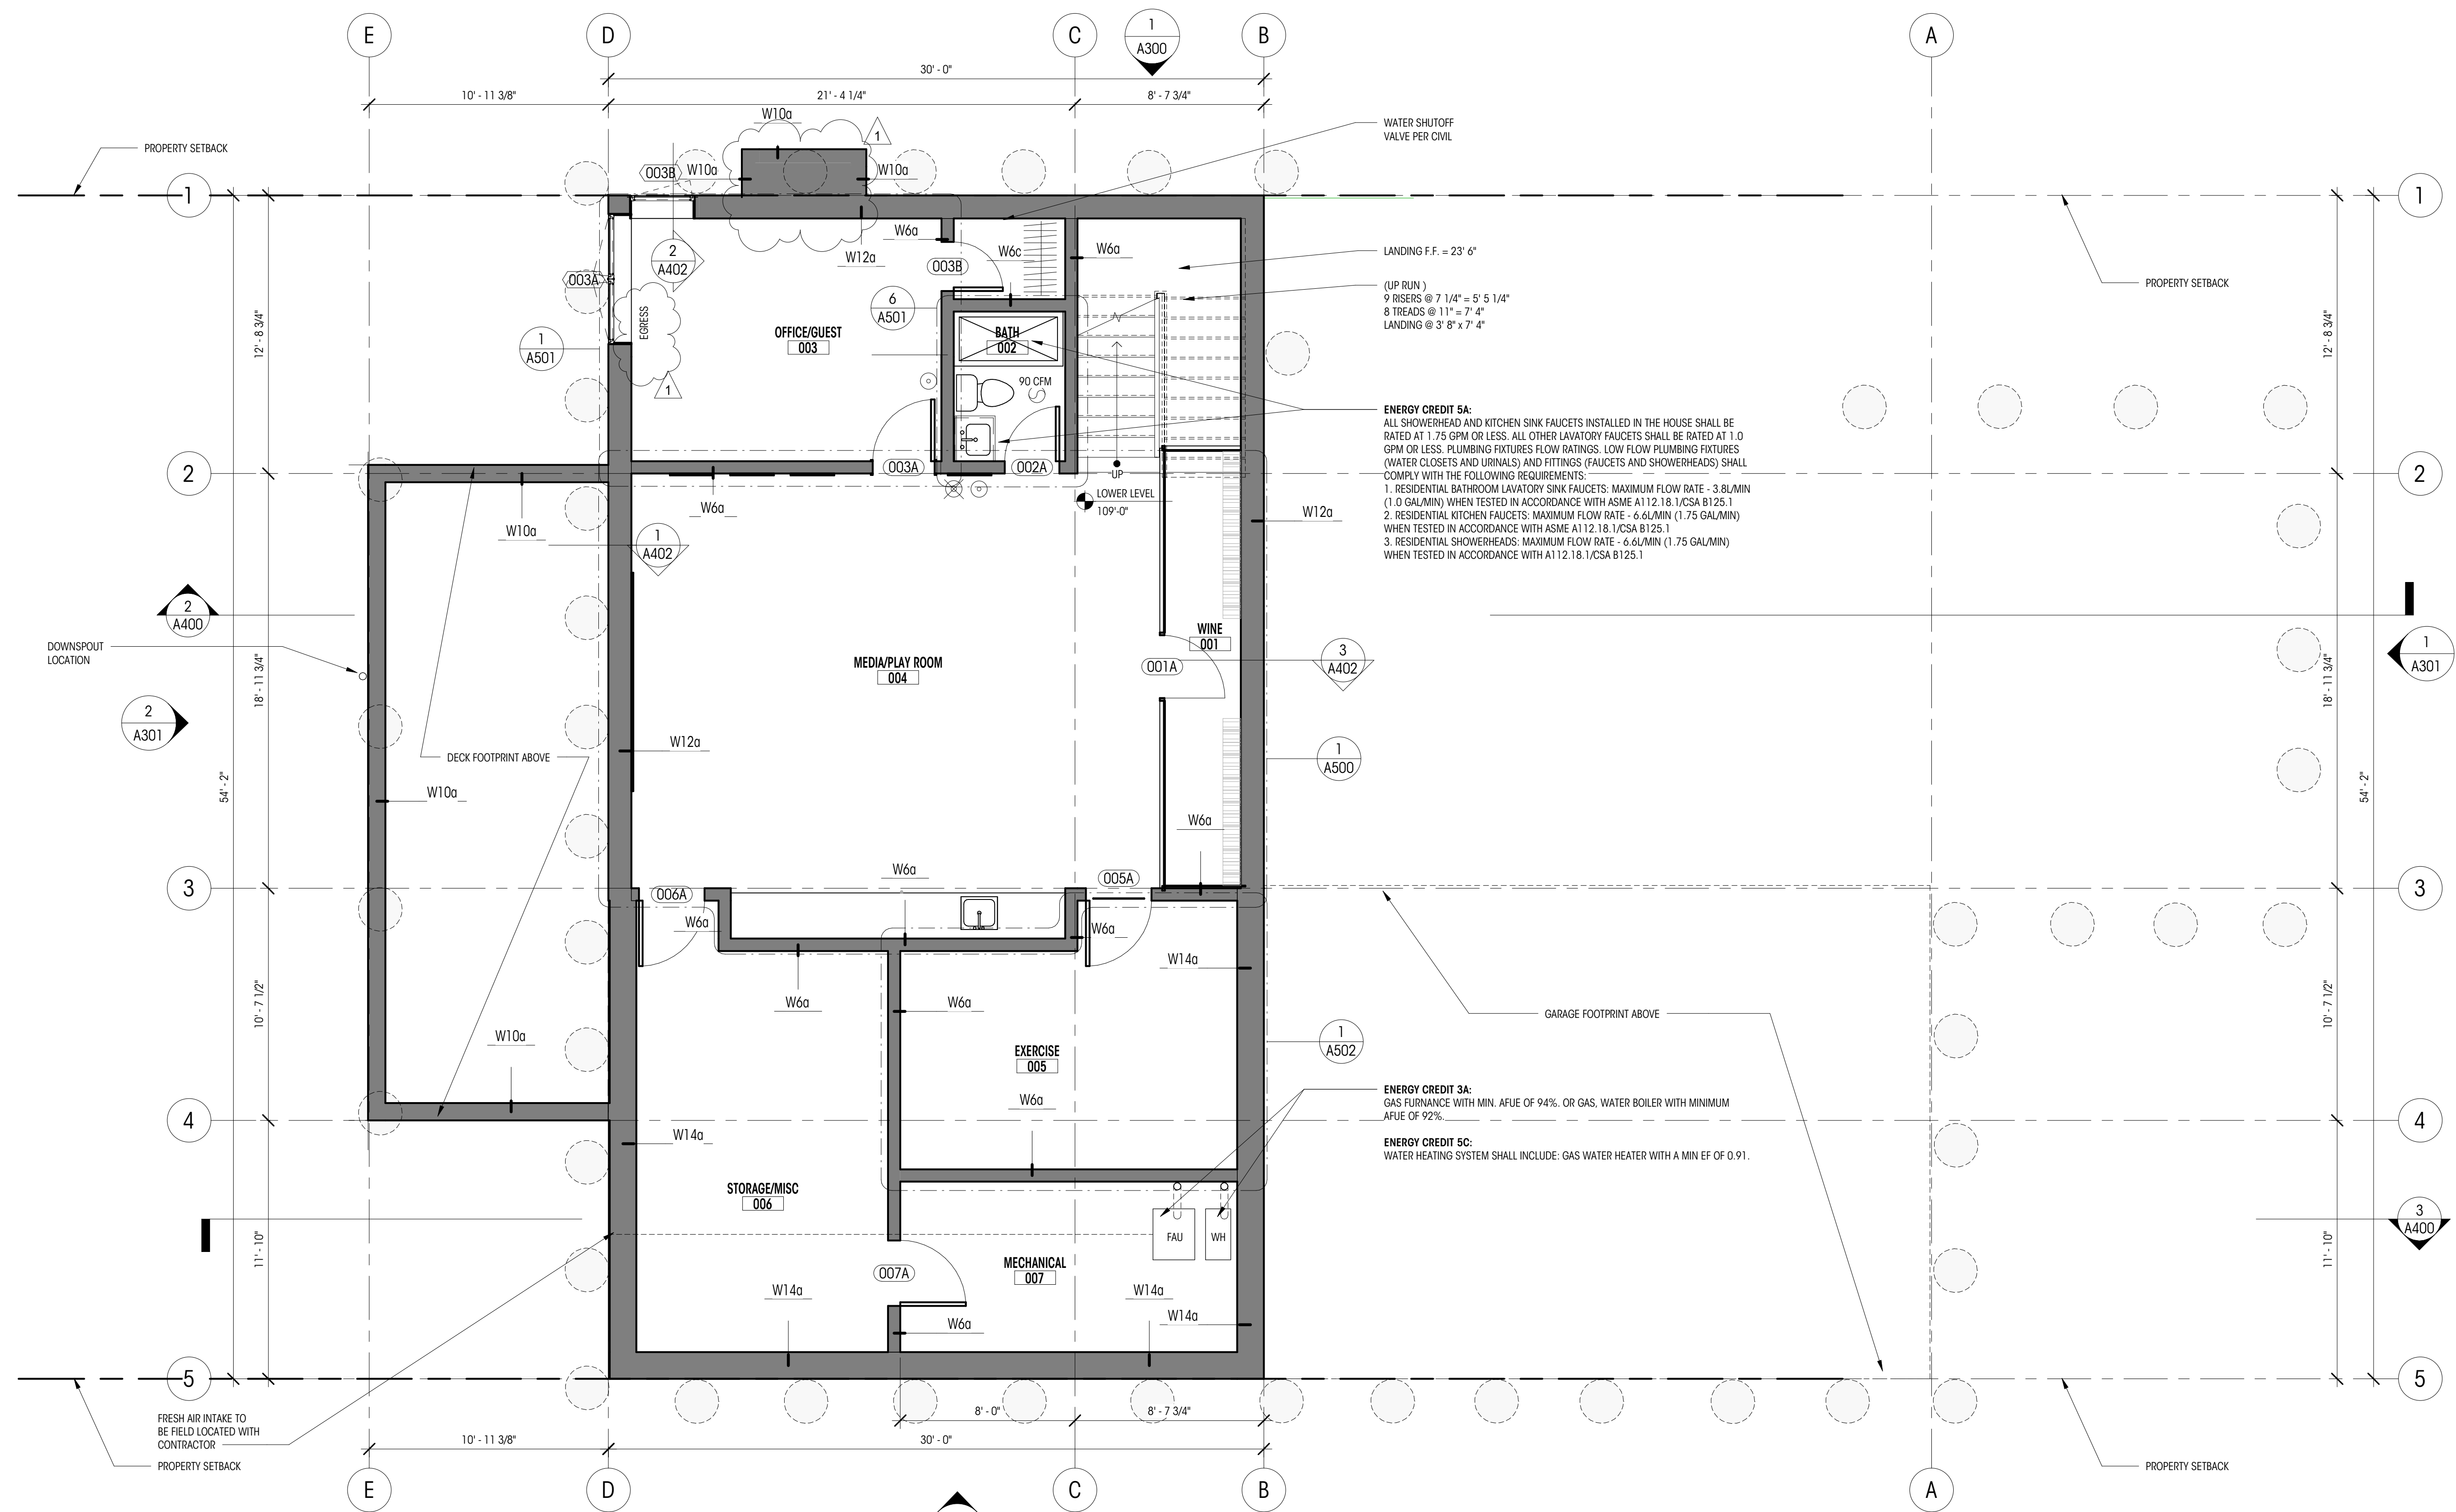 E
D
C
B
A
1
A300
30' - 0"
10' - 11 3/8"
21' - 4 1/4"
8' - 7 3/4"
W10a
1
WATER SHUTOFF
VALVE PER CIVIL
PROPERTY SETBACK
003B
W10a
W10a
1
1
W6a
W6c
W6a
LANDING F.F. = 23' 6"
2
A402
W12a
003B
PROPERTY SETBACK
003A
(UP RUN )
9 RISERS @ 7 1/4" = 5' 5 1/4"
8 TREADS @ 11" = 7' 4"
LANDING @ 3' 8" x 7' 4"
6
A501
EGRESS
12' - 8 3/4"
12' - 8 3/4"
OFFICE/GUEST
003
BATH
002
1
A501
90 CFM
1
ENERGY CREDIT 5A:
ALL SHOWERHEAD AND KITCHEN SINK FAUCETS INSTALLED IN THE HOUSE SHALL BE
RATED AT 1.75 GPM OR LESS. ALL OTHER LAVATORY FAUCETS SHALL BE RATED AT 1.0
GPM OR LESS. PLUMBING FIXTURES FLOW RATINGS. LOW FLOW PLUMBING FIXTURES
(WATER CLOSETS AND URINALS) AND FITTINGS (FAUCETS AND SHOWERHEADS) SHALL
COMPLY WITH THE FOLLOWING REQUIREMENTS:
1. RESIDENTIAL BATHROOM LAVATORY SINK FAUCETS: MAXIMUM FLOW RATE - 3.8L/MIN
(1.0 GAL/MIN) WHEN TESTED IN ACCORDANCE WITH ASME A112.18.1/CSA B125.1
2. RESIDENTIAL KITCHEN FAUCETS: MAXIMUM FLOW RATE - 6.6L/MIN (1.75 GAL/MIN)
WHEN TESTED IN ACCORDANCE WITH ASME A112.18.1/CSA B125.1
3. RESIDENTIAL SHOWERHEADS: MAXIMUM FLOW RATE - 6.6L/MIN (1.75 GAL/MIN)
WHEN TESTED IN ACCORDANCE WITH A112.18.1/CSA B125.1
2
2
003A
002A
UP
LOWER LEVEL
109'-0"
W6a
W10a
W12a
1
A402
2
A400
WINE
001
DOWNSPOUT
LOCATION
MEDIA/PLAY ROOM
004
001A
3
A402
1
A301
18' - 11 3/4"
18' - 11 3/4"
2
A301
W12a
DECK FOOTPRINT ABOVE
1
A500
54' - 2"
54' - 2"
W10a
W6a
W6a
005A
3
3
006A
W6a
W6a
W14a
W6a
W6a
10' - 7 1/2"
10' - 7 1/2"
GARAGE FOOTPRINT ABOVE
W10a
EXERCISE
005
1
A502
W6a
ENERGY CREDIT 3A:
GAS FURNANCE WITH MIN. AFUE OF 94%. OR GAS, WATER BOILER WITH MINIMUM
AFUE OF 92%.
4
4
W14a
ENERGY CREDIT 5C:
WATER HEATING SYSTEM SHALL INCLUDE: GAS WATER HEATER WITH A MIN EF OF 0.91.
STORAGE/MISC
006
3
A400
FAU
WH
11' - 10"
11' - 10"
MECHANICAL
007
007A
W14a
W14a
W14a
W6a
5
5
FRESH AIR INTAKE TO
BE FIELD LOCATED WITH
CONTRACTOR
8' - 0"
8' - 7 3/4"
10' - 11 3/8"
30' - 0"
PROPERTY SETBACK
PROPERTY SETBACK
E
D
C
B
A